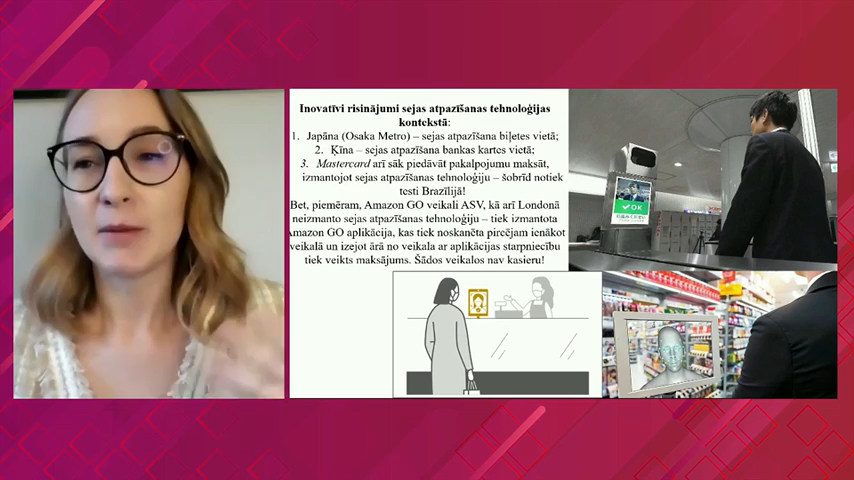 Inovatīvi risinājumi sejas atpazīšanas tehnoloģijas
kontekstā:
1. Japāna (Osaka Metro) – sejas atpazīšana biļetes vietā;
2. Ķīna – sejas atpazīšana bankas kartes vietā;
3. Mastercard arī sāk piedāvāt pakalpojumu maksāt,
izmantojot sejas atpazīšanas tehnoloģiju – šobrīd notiek
testi Brazīlijā!
Bet, piemēram, Amazon GO veikali ASV, kā arī Londonā
neizmanto sejas atpazīšanas tehnoloģiju – tiek izmantota
Amazon GO aplikācija, kas tiek noskanēta pircējam ienākot
veikalā un izejot ārā no veikala ar aplikācijas starpniecību
tiek veikts maksājums. Šādos veikalos nav kasieru!
OK